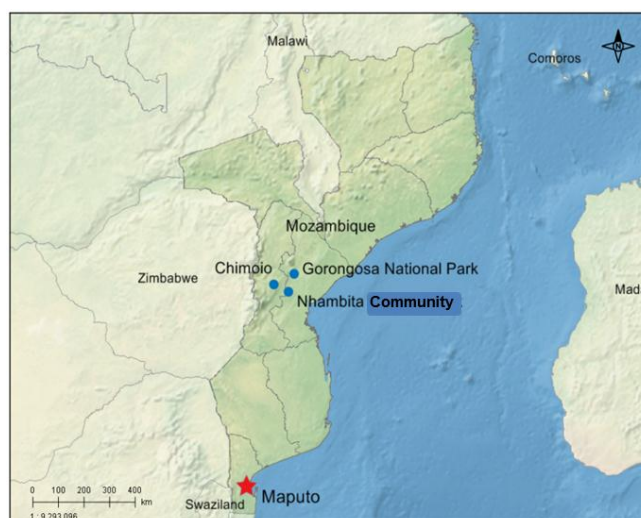 Malawi
N
Comoros
Mozambique
Chimoio
Gorongosa National Park
Zimbabwe
Nhambita Community
Mad
0 100 200 300 400
km
Swaziland
Maputo
1 : 9,293,096